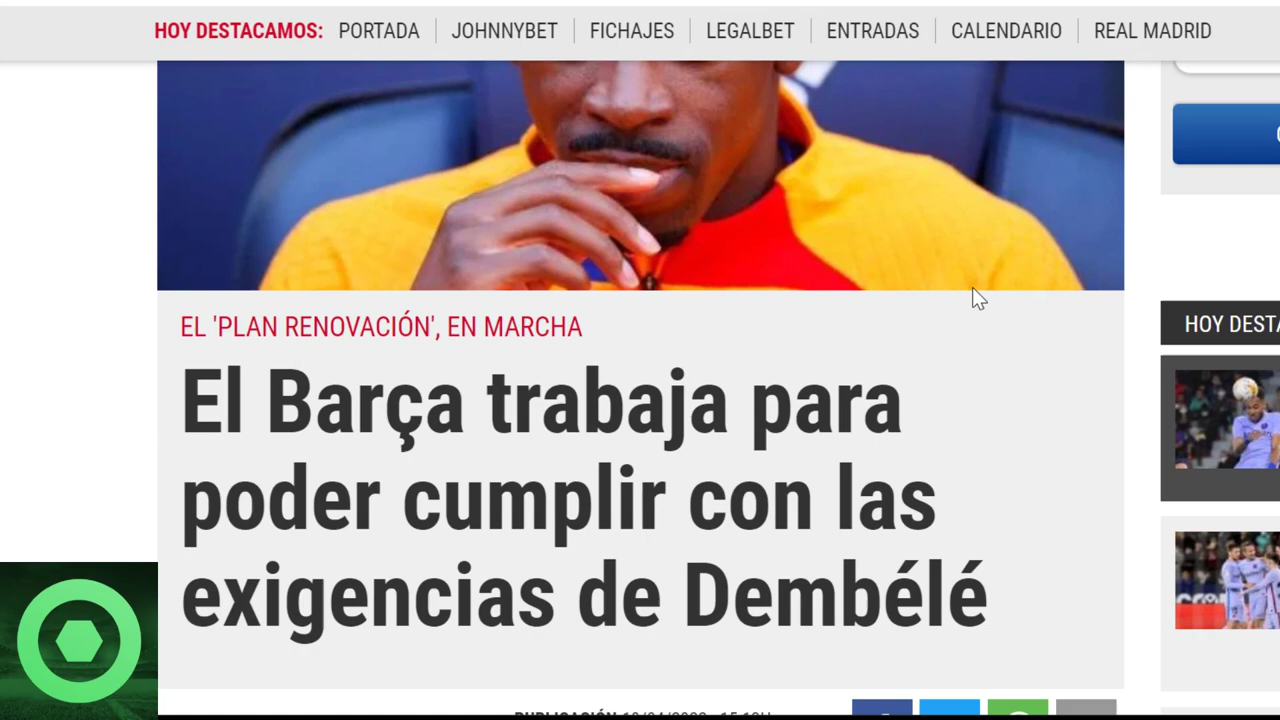 HOY DESTACAMOS: PORTADA JOHNNYBET FICHAJES LEGALBET ENTRADAS CALENDARIO REAL MADRID
EL 'PLAN RENOVACIÓN', EN MARCHA
El Barça trabaja para
poder cumplir con las
exigencias de Dembélé
HOY